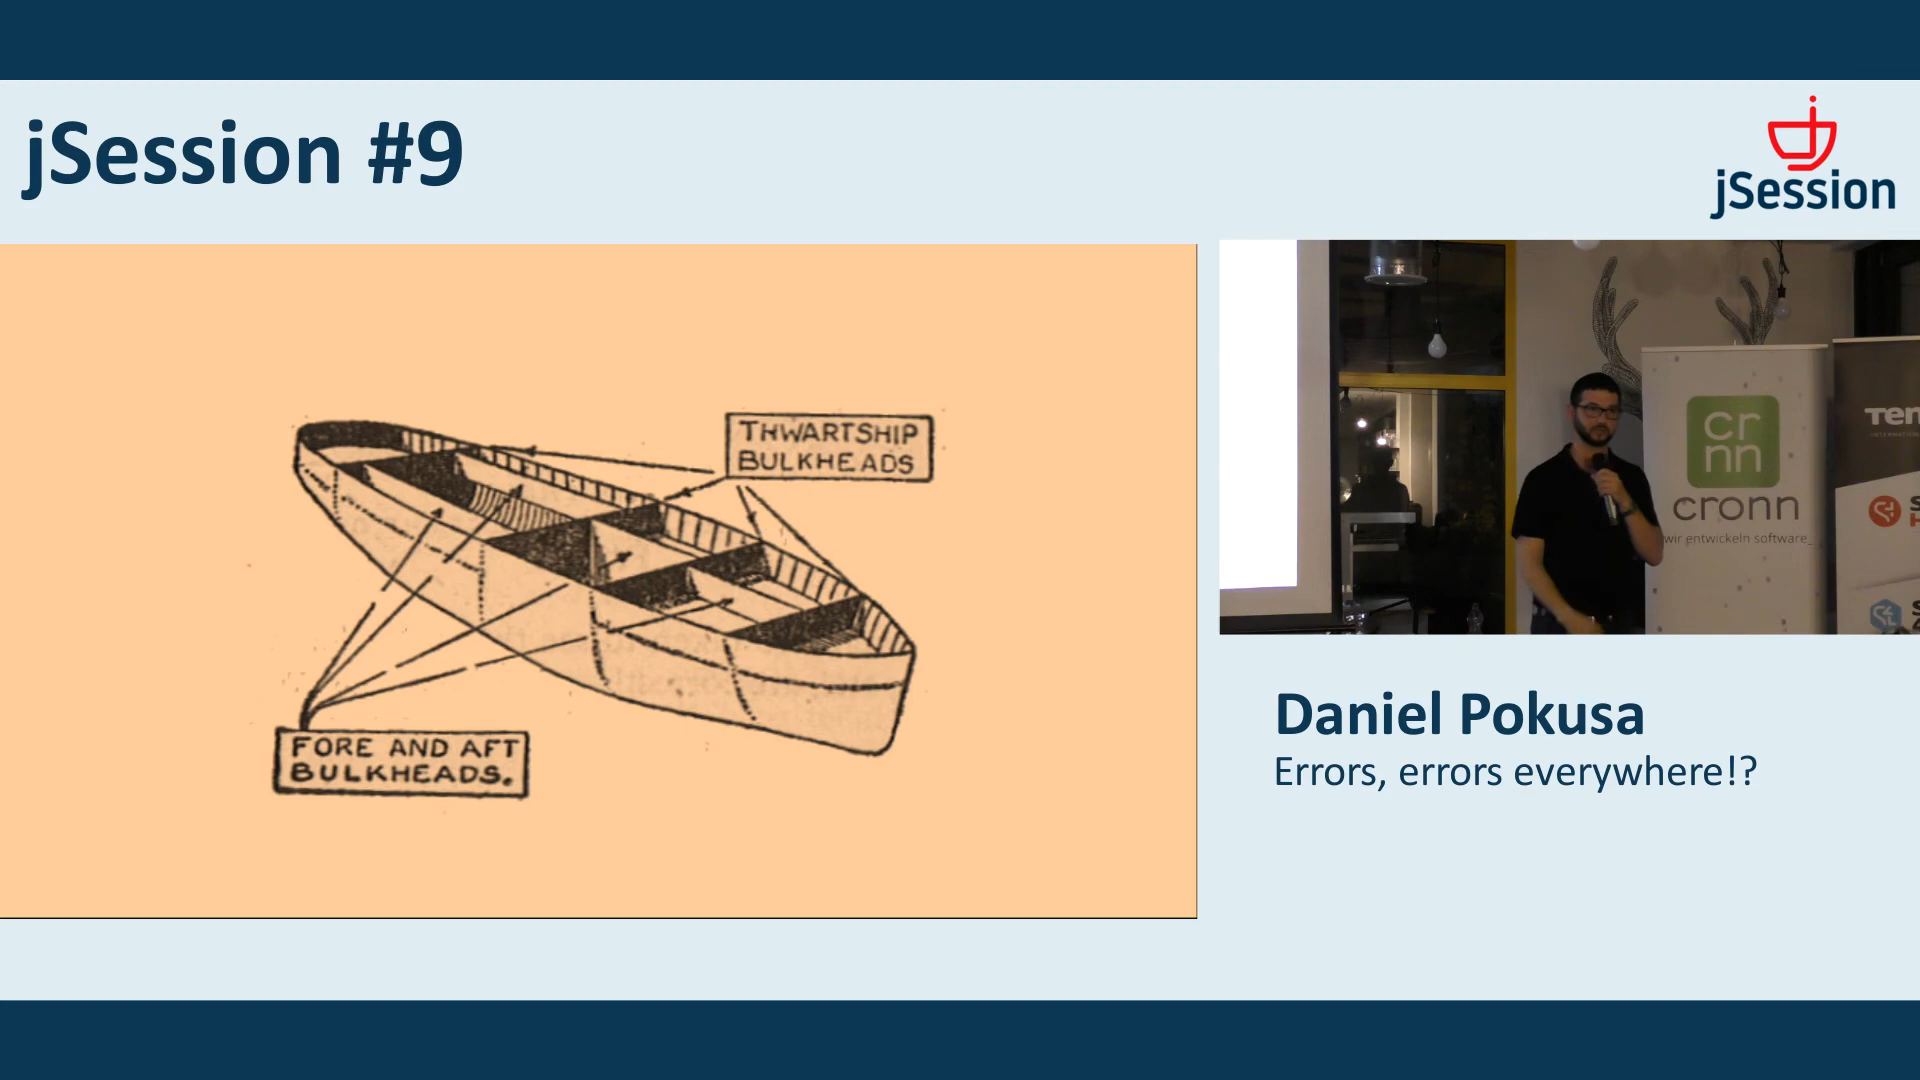 jSession #9
jSession
THWARTSHIP
BULKHEADS
FORE AND AFT
BULKHEADS.
cr
nn
cronn
wir entwickeln software_
Daniel Pokusa
Errors, errors everywhere!?